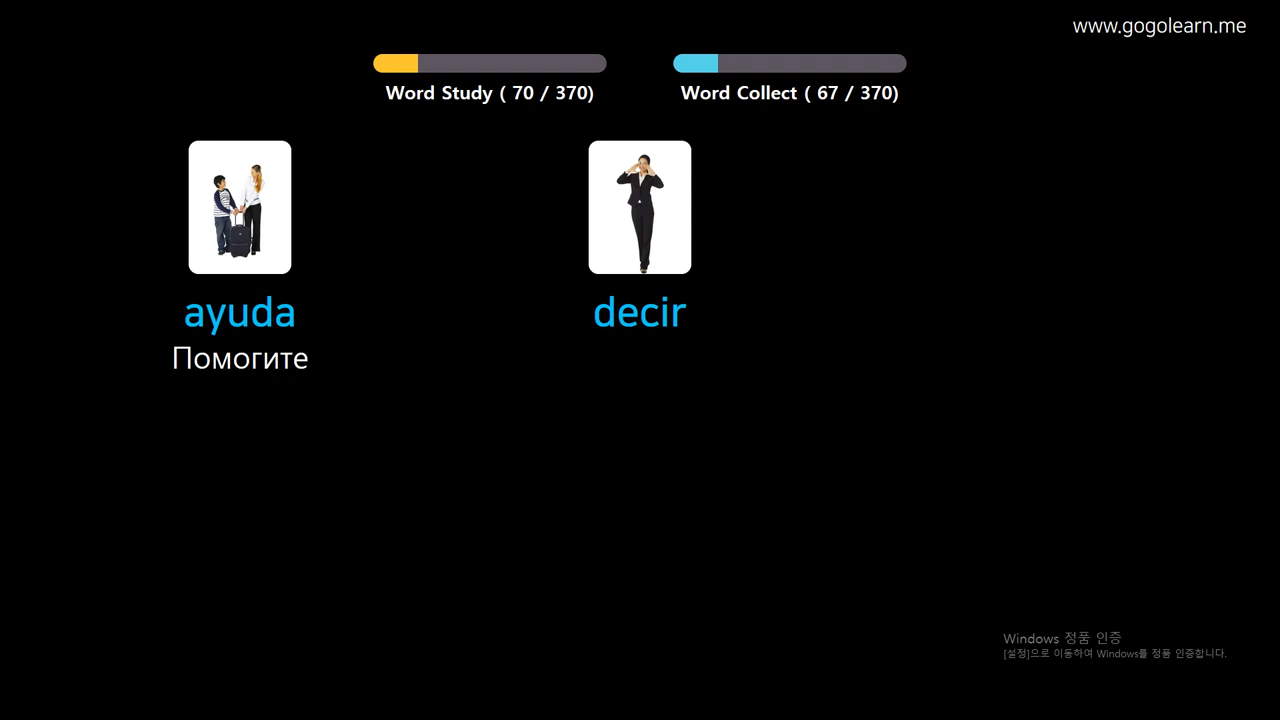 www.gogolearn.me
Word Study ( 70 / 370)
Word Collect ( 67 / 370)
ayuda
Помогите
decir
Windows 정품 인증
[설정]으로 이동하여 Windows를 정품 인증합니다.